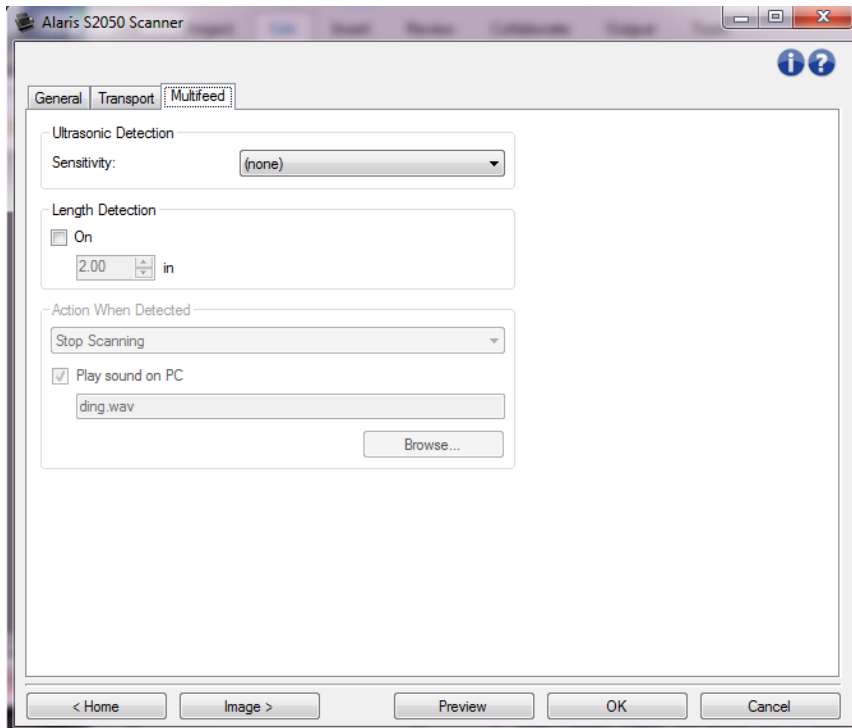 Alaris S2050 Scanner
General Transport Multifeed
Ultrasonic Detection
Sensitivity: (none)
Length Detection
On
2.00 in
Action When Detected
Stop Scanning
Play sound on PC
ding.wav
Browse...
< Home Image > Preview OK Cancel